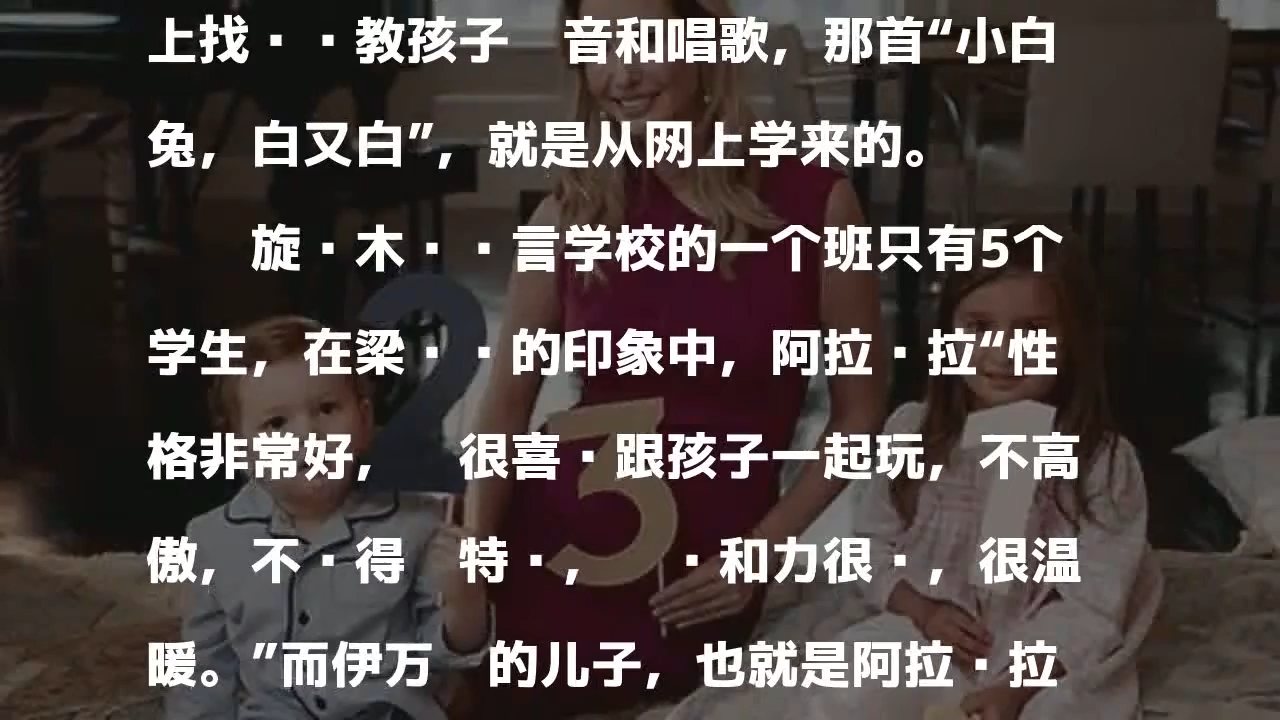 上找··教孩子 音和唱歌，那首“小白
兔，白又白”，就是从网上学来的。
旋·木··言学校的一个班只有5个
学生，在梁··的印象中，阿拉·拉“性
格非常好， 很喜·跟孩子一起玩，不高
傲，不·得 特·， ·和力很·，很温
暖。”而伊万 的儿子，也就是阿拉·拉
2
3
1